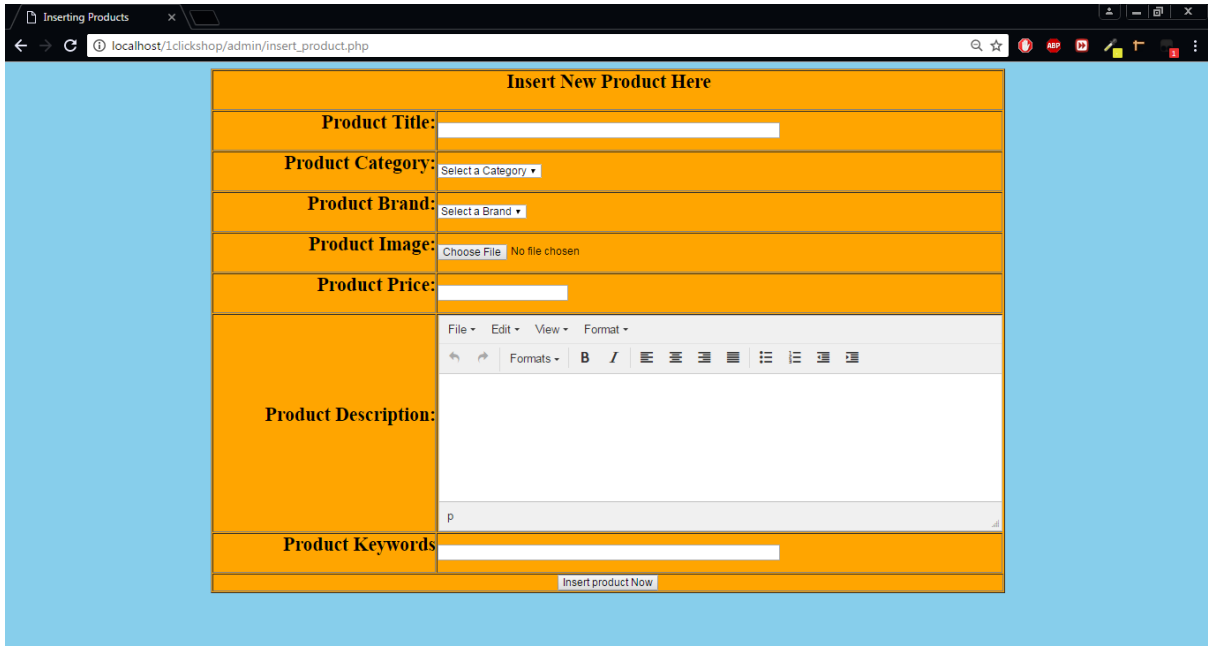 Inserting Products
localhost/1clickshop/admin/insert_product.php
ABP
1
Insert New Product Here
Product Title:
Product Category: Select a Category
Product Brand: Select a Brand
Product Image: Choose File No file chosen
Product Price:
File Edit View Format
Formats B I
Product Description:
p
Product Keywords
Insert product Now